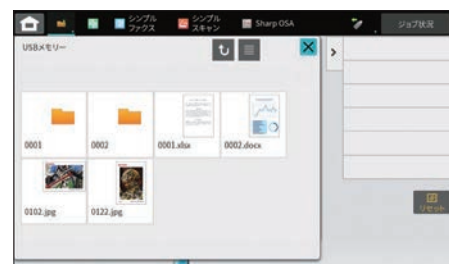 シンプル
ファクス
シンプル
スキャン
Sharp OSA
ジョブ状況
USBメモリー
0001
0002
0001.xlsx
0002.docx
0102.jpg
0122.jpg
リセット